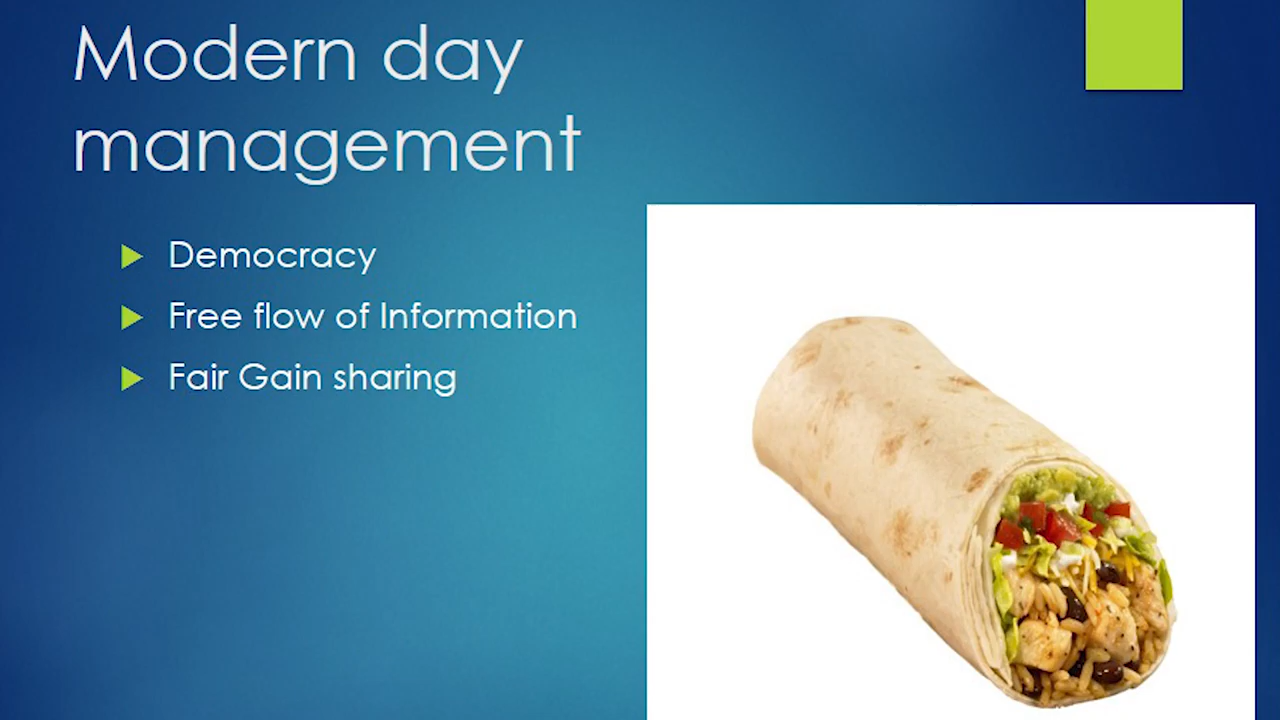 Modern day
management
Democracy
Free flow of Information
Fair Gain sharing